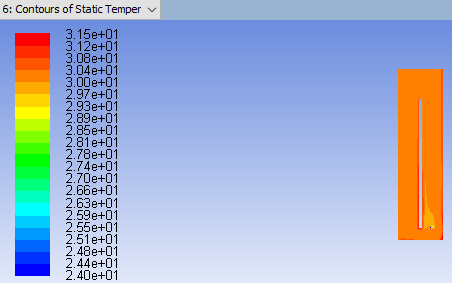 6: Contours of Static Temper
3.15e+01
3.12e+01
3.08e+01
3.04e+01
3.00e+01
2.97e+01
2.93e+01
2.89e+01
2.85e+01
2.81e+01
2.78e+01
2.74e+01
2.70e+01
2.66e+01
2.63e+01
2.59e+01
2.55e+01
2.51e+01
2.48e+01
2.44e+01
2.40e+01